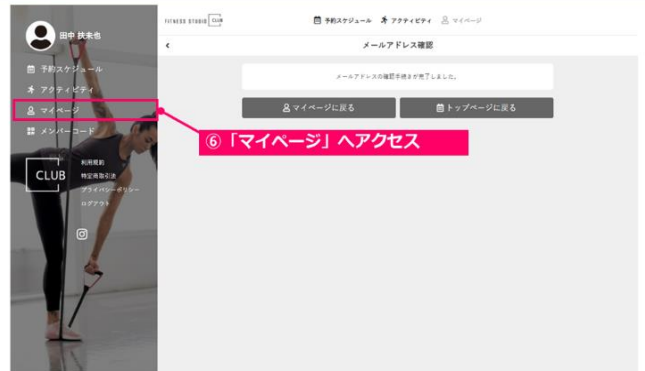 田中 扶未也
予約スケジュール
アクティビティ
マイページ
メンバーコード
CLUB
利用規約
特定商取引法
プライバシーポリシー
ログアウト
FITNESS STUDIO CLUB
予約スケジュール アクティビティ マイページ
メールアドレス確認
メールアドレスの確認手続きが完了しました。
マイページに戻る
トップページに戻る
⑥「マイページ」へアクセス